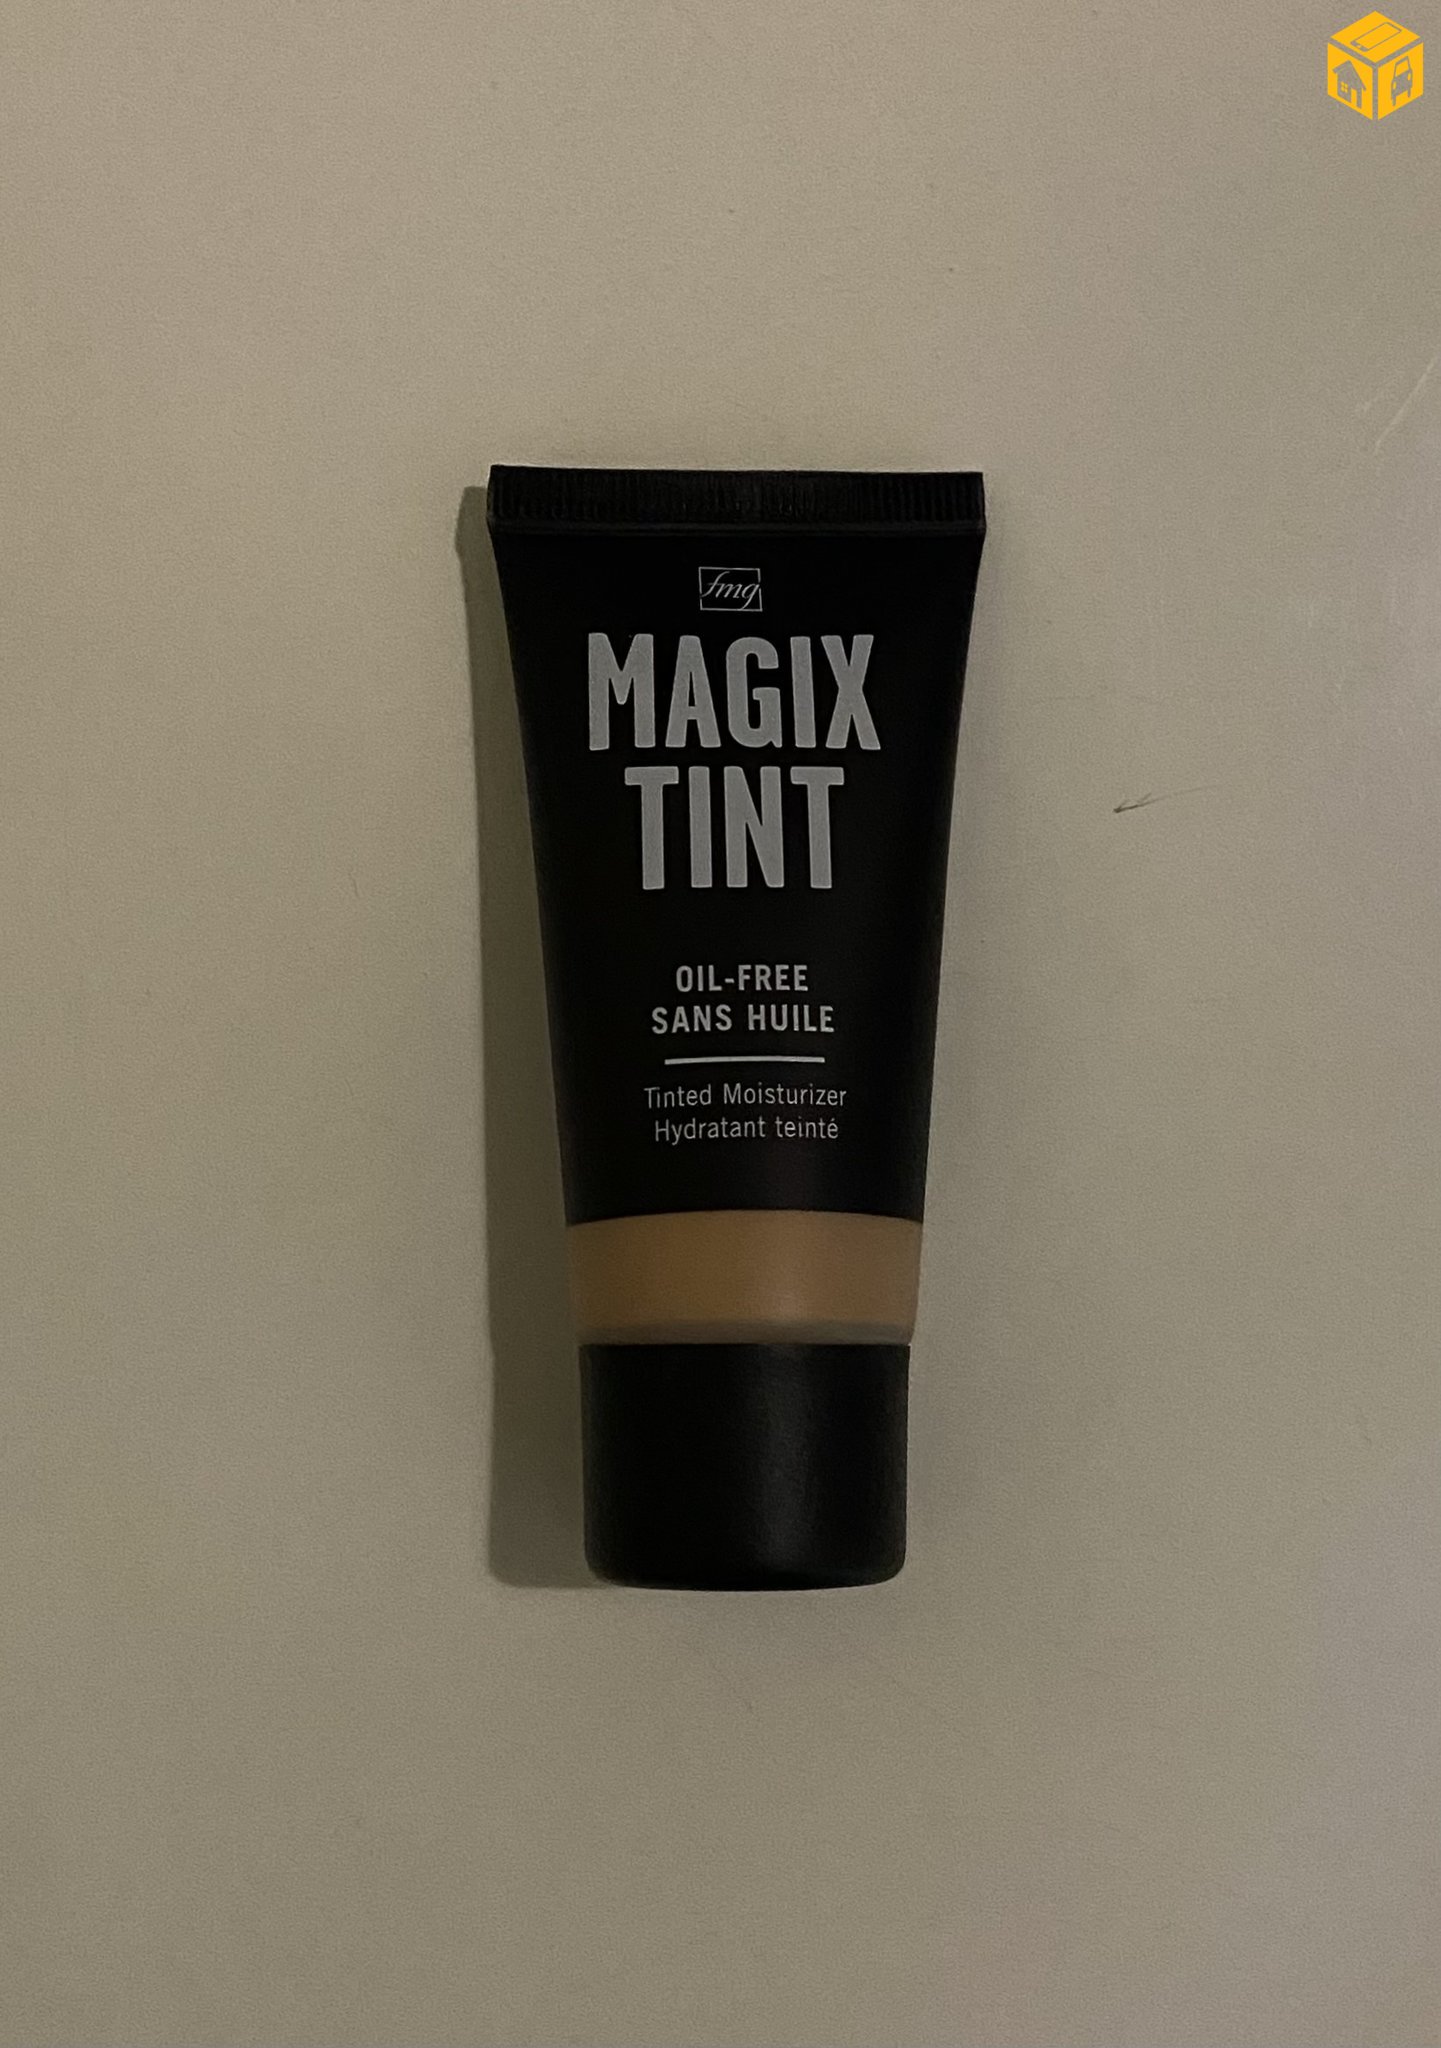 fmg
MAGIX
TINT
OIL-FREE
SANS HUILE
Tinted Moisturizer
Hydratant teinté